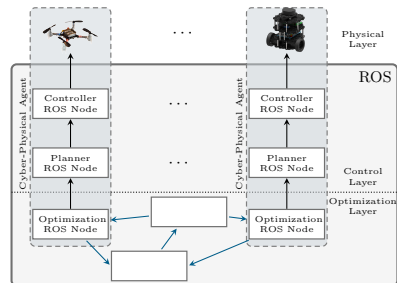 ...
Physical
Layer
ROS
Cyber-Physical Agent
Controller
ROS Node
...
Cyber-Physical Agent
Controller
ROS Node
Planner
ROS Node
...
Planner
ROS Node
Control
Layer
Optimization
Layer
Optimization
ROS Node
Optimization
ROS Node